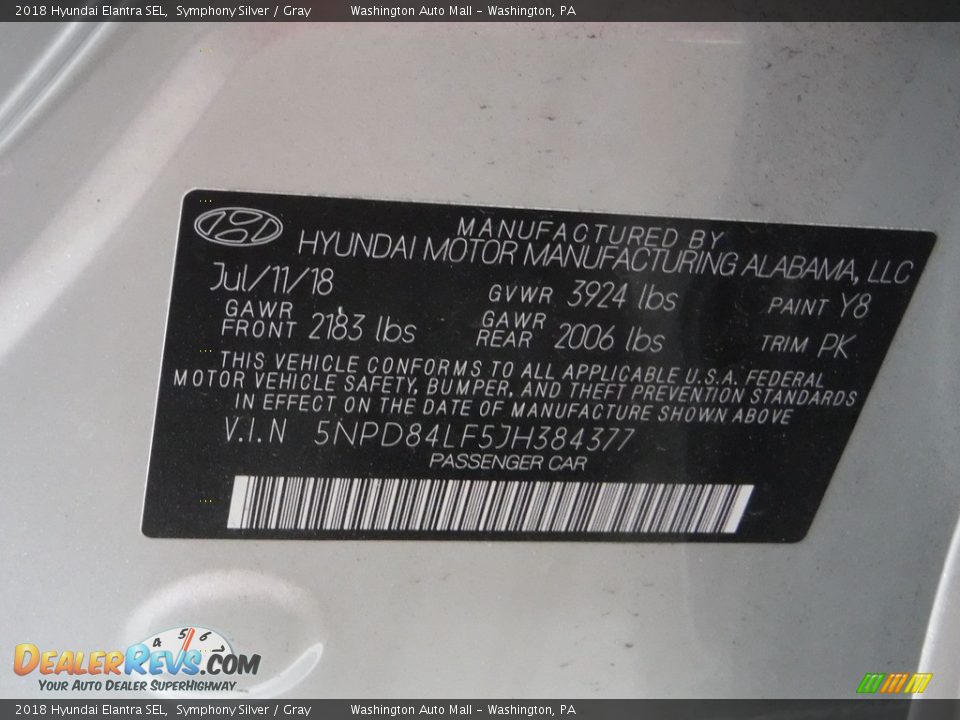 2018 Hyundai Elantra SEL, Symphony Silver / Gray Washington Auto Mall - Washington, PA
MANUFACTURED BY
HYUNDAI MOTOR MANUFACTURING ALABAMA, LLC
Jul/11/18 GVWR 3924 lbs PAINT Y8
GAWR FRONT 2183 lbs GAWR REAR 2006 lbs TRIM PK
THIS VEHICLE CONFORMS TO ALL APPLICABLE U.S.A. FEDERAL
MOTOR VEHICLE SAFETY, BUMPER, AND THEFT PREVENTION STANDARDS
IN EFFECT ON THE DATE OF MANUFACTURE SHOWN ABOVE
V.I.N 5NPD84LF5JH384377
PASSENGER CAR
4 5 6
DealerRevs.com
Your Auto Dealer SuperHighway
2018 Hyundai Elantra SEL, Symphony Silver / Gray Washington Auto Mall - Washington, PA